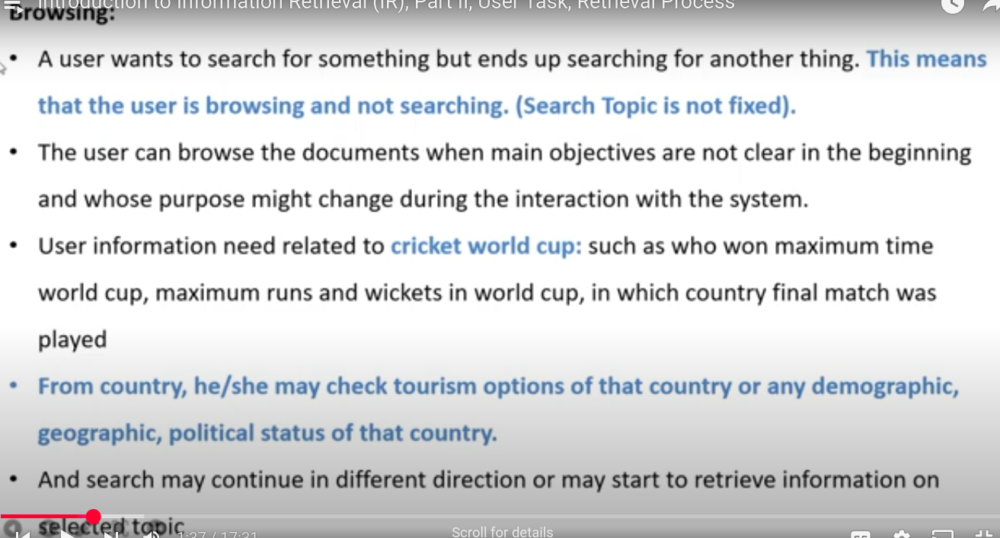 Introduction to Information Retrieval (IR), Part II, User Task, Retrieval Process
Browsing:
• A user wants to search for something but ends up searching for another thing. This means
that the user is browsing and not searching. (Search Topic is not fixed).
• The user can browse the documents when main objectives are not clear in the beginning
and whose purpose might change during the interaction with the system.
• User information need related to cricket world cup: such as who won maximum time
world cup, maximum runs and wickets in world cup, in which country final match was
played
• From country, he/she may check tourism options of that country or any demographic,
geographic, political status of that country.
• And search may continue in different direction or may start to retrieve information on
selected topic
1:37 / 17:31
Scroll for details